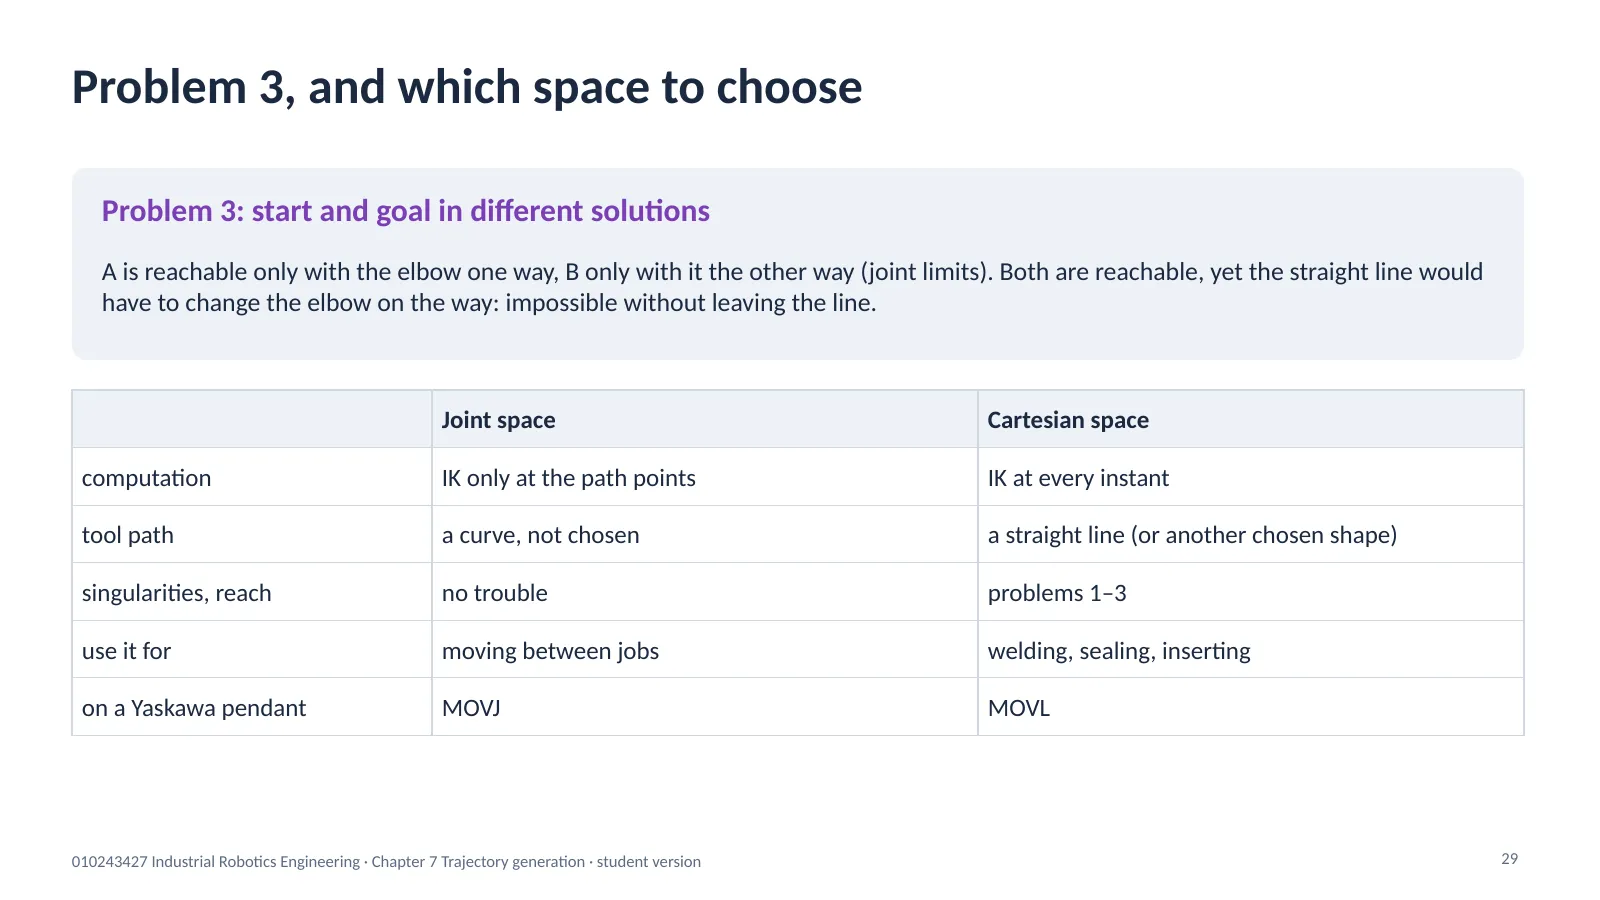 Problem 3, and which space to choose
Problem 3: start and goal in different solutions
A is reachable only with the elbow one way, B only with it the other way (joint limits). Both are reachable, yet the straight line would
have to change the elbow on the way: impossible without leaving the line.
Joint space Cartesian space
computation IK only at the path points IK at every instant
tool path a curve, not chosen a straight line (or another chosen shape)
singularities, reach no trouble problems 1–3
use it for moving between jobs welding, sealing, inserting
on a Yaskawa pendant MOVJ MOVL
010243427 Industrial Robotics Engineering · Chapter 7 Trajectory generation · student version 29